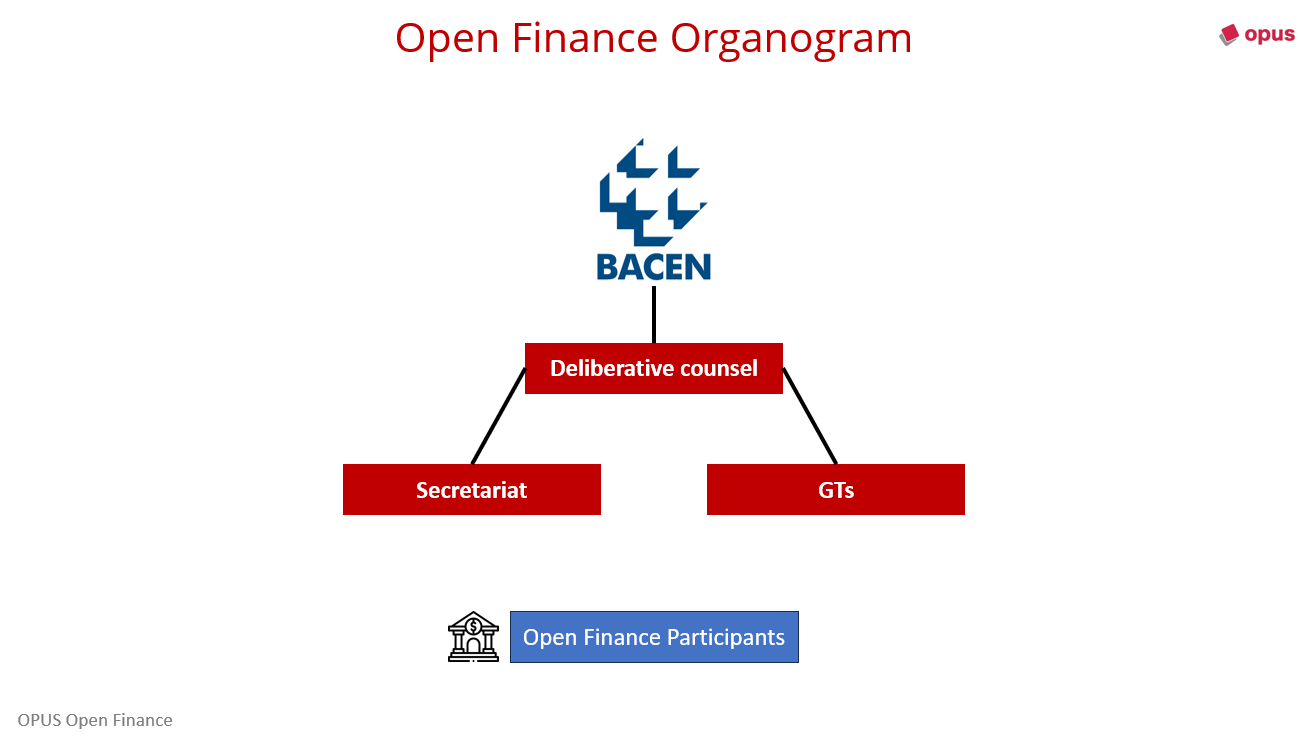 Open Finance Organogram
opus
BACEN
Deliberative counsel
Secretariat
GTs
$
Open Finance Participants
OPUS Open Finance